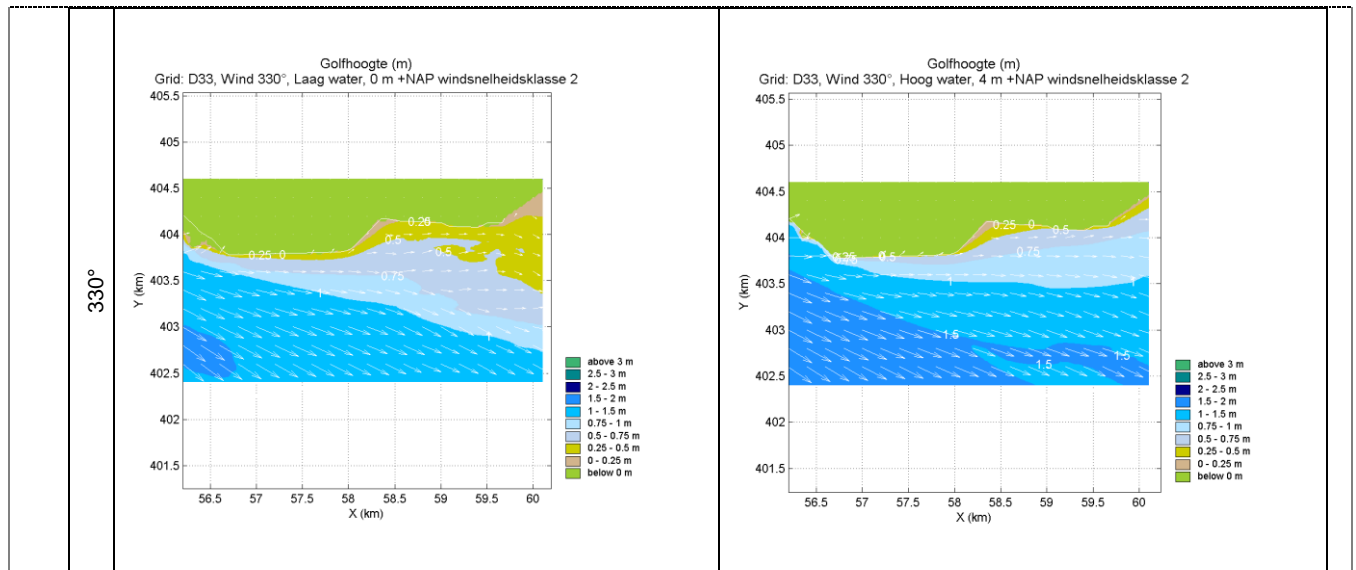 330°
Golfhoogte (m)
Grid: D33, Wind 330°, Laag water, 0 m +NAP windsnelheidsklasse 2
405.5
405
404.5
404
403.5
403
402.5
402
401.5
Y (km)
0.25
0.5
0.25 0
0.5
0.75
1
1
56.5 57 57.5 58 58.5 59 59.5 60
X (km)
above 3 m
2.5 - 3 m
2 - 2.5 m
1.5 - 2 m
1 - 1.5 m
0.75 - 1 m
0.5 - 0.75 m
0.25 - 0.5 m
0 - 0.25 m
below 0 m
Golfhoogte (m)
Grid: D33, Wind 330°, Hoog water, 4 m +NAP windsnelheidsklasse 2
405.5
405
404.5
404
403.5
403
402.5
402
401.5
Y (km)
0.25 0
0.75
1
1
1.5
1.5
1.5
56.5 57 57.5 58 58.5 59 59.5 60
X (km)
above 3 m
2.5 - 3 m
2 - 2.5 m
1.5 - 2 m
1 - 1.5 m
0.75 - 1 m
0.5 - 0.75 m
0.25 - 0.5 m
0 - 0.25 m
below 0 m